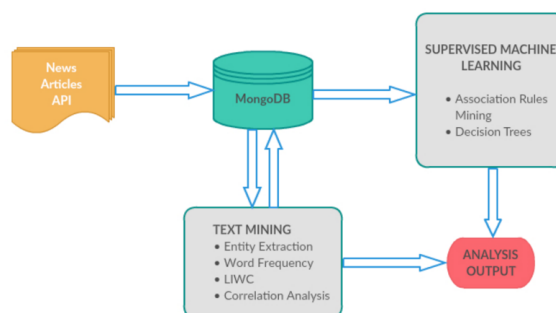 News
Articles
API
MongoDB
SUPERVISED MACHINE
LEARNING
• Association Rules
Mining
• Decision Trees
TEXT MINING
• Entity Extraction
• Word Frequency
• LIWC
• Correlation Analysis
ANALYSIS
OUTPUT